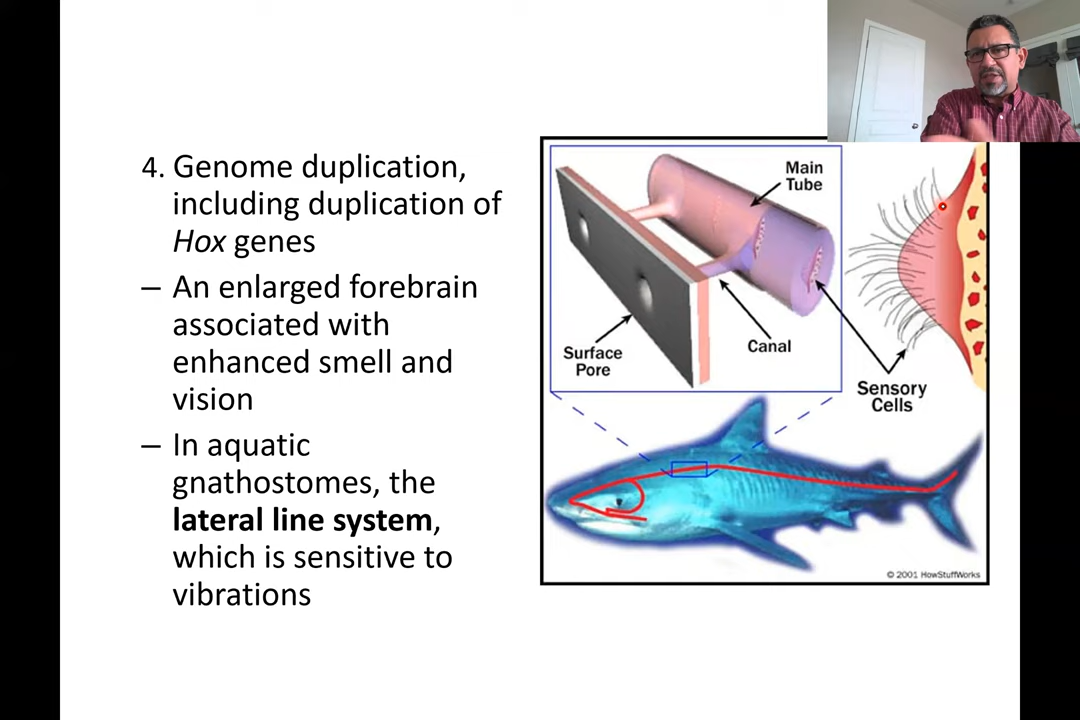 4. Genome duplication,
including duplication of
Hox genes
– An enlarged forebrain
associated with
enhanced smell and
vision
– In aquatic
gnathostomes, the
lateral line system,
which is sensitive to
vibrations
Main
Tube
Surface
Pore
Canal
Sensory
Cells
© 2001 HowStuffWorks